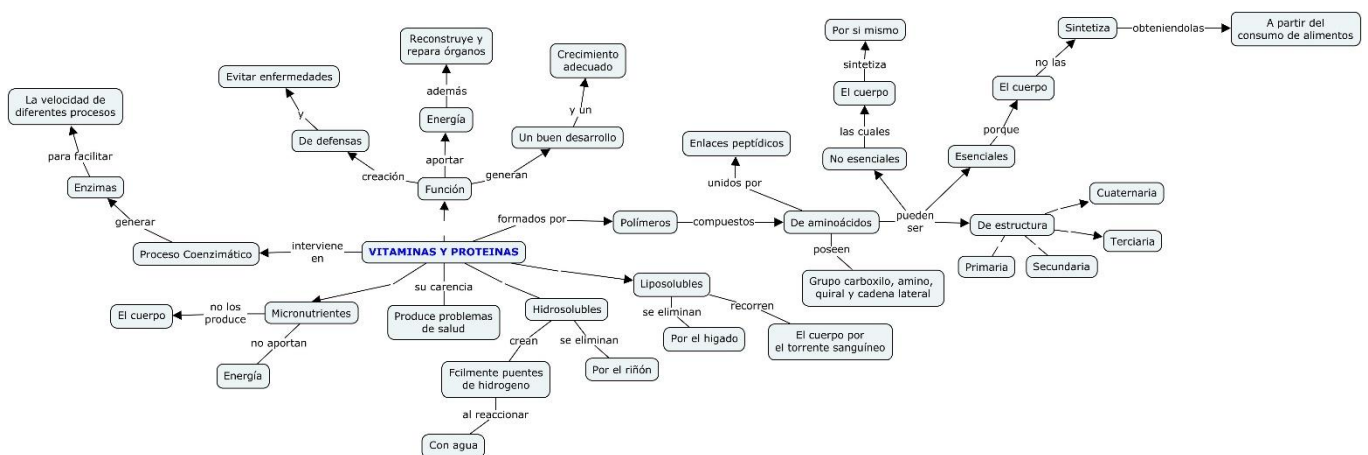 VITAMINAS Y PROTEINAS
interviene
en
Proceso Coenzimático
generar
Enzimas
para facilitar
La velocidad de
diferentes procesos
Función
creación
De defensas
y
Evitar enfermedades
aportar
Energía
además
Reconstruye y
repara órganos
generan
Un buen desarrollo
y un
Crecimiento
adecuado
formados por
Polímeros
compuestos
De aminoácidos
unidos por
Enlaces peptídicos
poseen
Grupo carboxilo, amino,
quiral y cadena lateral
pueden
ser
No esenciales
las cuales
El cuerpo
sintetiza
Por si mismo
Esenciales
porque
El cuerpo
no las
Sintetiza
obteniendolas
A partir del
consumo de alimentos
De estructura
Cuaternaria
Terciaria
Secundaria
Primaria
Micronutrientes
no los
produce
El cuerpo
no aportan
Energía
su carencia
Produce problemas
de salud
Hidrosolubles
crean
Fcilmente puentes
de hidrogeno
al reaccionar
Con agua
se eliminan
Por el riñón
Liposolubles
se eliminan
Por el higado
recorren
El cuerpo por
el torrente sanguíneo